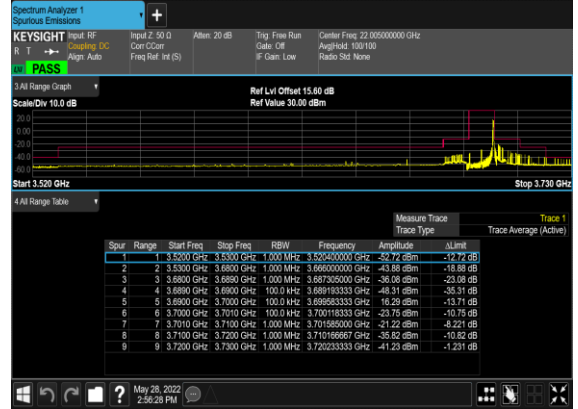 Spectrum Analyzer 1
Spurious Emissions
+
KEYSIGHT Input: RF Input Z: 50 Ω Atten: 20 dB Trig: Free Run Center Freq: 22.005000000 GHz
R T Coupling: DC Corr CCorr Gate: Off Avg|Hold: 100/100
Align: Auto Freq Ref: Int (S) IF Gain: Low Radio Std: None
PASS
3 All Range Graph
Ref Lvl Offset 15.60 dB
Scale/Div 10.0 dB Ref Value 30.00 dBm
20.0
0.00
-20.0
-40.0
-60.0
Start 3.520 GHz Stop 3.730 GHz
4 All Range Table
Measure Trace Trace 1
Trace Type Trace Average (Active)
Spur Range Start Freq Stop Freq RBW Frequency Amplitude ΔLimit
1 1 3.5200 GHz 3.5300 GHz 1.000 MHz 3.520400000 GHz -52.72 dBm -12.72 dB
2 2 3.5300 GHz 3.6800 GHz 1.000 MHz 3.666000000 GHz -43.88 dBm -18.88 dB
3 3 3.6800 GHz 3.6890 GHz 1.000 MHz 3.687305000 GHz -36.08 dBm -23.08 dB
4 4 3.6890 GHz 3.6900 GHz 100.0 kHz 3.689193333 GHz -48.31 dBm -35.31 dB
5 5 3.6900 GHz 3.7000 GHz 100.0 kHz 3.699583333 GHz 16.29 dBm -13.71 dB
6 6 3.7000 GHz 3.7010 GHz 100.0 kHz 3.700118333 GHz -23.75 dBm -10.75 dB
7 7 3.7010 GHz 3.7100 GHz 1.000 MHz 3.701585000 GHz -21.22 dBm -8.221 dB
8 8 3.7100 GHz 3.7200 GHz 1.000 MHz 3.710166667 GHz -35.82 dBm -10.82 dB
9 9 3.7200 GHz 3.7300 GHz 1.000 MHz 3.720233333 GHz -41.23 dBm -1.231 dB
? May 28, 2022
2:56:28 PM